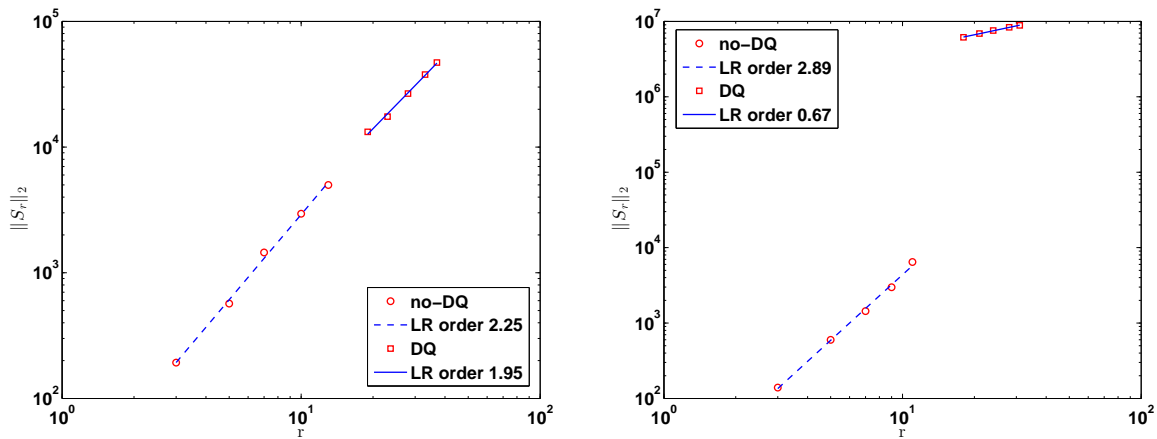 10^5
10^4
10^3
10^2
||S_r||_2
10^0
10^1
10^2
r
no−DQ
LR order 2.25
DQ
LR order 1.95
10^7
10^6
10^5
10^4
10^3
10^2
||S_r||_2
10^0
10^1
10^2
r
no−DQ
LR order 2.89
DQ
LR order 0.67